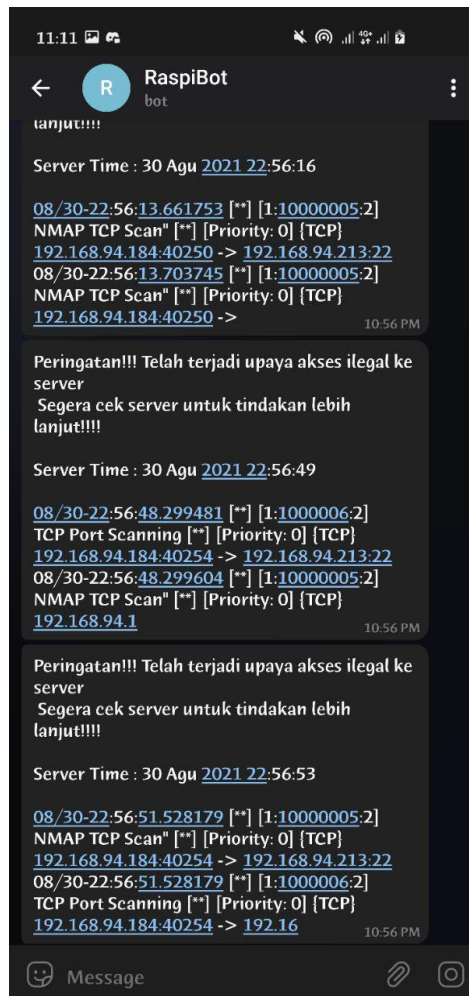 11:11
4G+
R
RaspiBot
bot
lanjut!!!!
Server Time : 30 Agu 2021 22:56:16
08/30-22:56:13.661753 [**] [1:10000005:2]
NMAP TCP Scan" [**] [Priority: 0] {TCP}
192.168.94.184:40250 -> 192.168.94.213:22
08/30-22:56:13.703745 [**] [1:10000005:2]
NMAP TCP Scan" [**] [Priority: 0] {TCP}
192.168.94.184:40250 ->
10:56 PM
Peringatan!!! Telah terjadi upaya akses ilegal ke
server
Segera cek server untuk tindakan lebih
lanjut!!!!
Server Time : 30 Agu 2021 22:56:49
08/30-22:56:48.299481 [**] [1:1000006:2]
TCP Port Scanning [**] [Priority: 0] {TCP}
192.168.94.184:40254 -> 192.168.94.213:22
08/30-22:56:48.299604 [**] [1:10000005:2]
NMAP TCP Scan" [**] [Priority: 0] {TCP}
192.168.94.1
10:56 PM
Peringatan!!! Telah terjadi upaya akses ilegal ke
server
Segera cek server untuk tindakan lebih
lanjut!!!!
Server Time : 30 Agu 2021 22:56:53
08/30-22:56:51.528179 [**] [1:10000005:2]
NMAP TCP Scan" [**] [Priority: 0] {TCP}
192.168.94.184:40254 -> 192.168.94.213:22
08/30-22:56:51.528179 [**] [1:1000006:2]
TCP Port Scanning [**] [Priority: 0] {TCP}
192.168.94.184:40254 -> 192.16
10:56 PM
Message